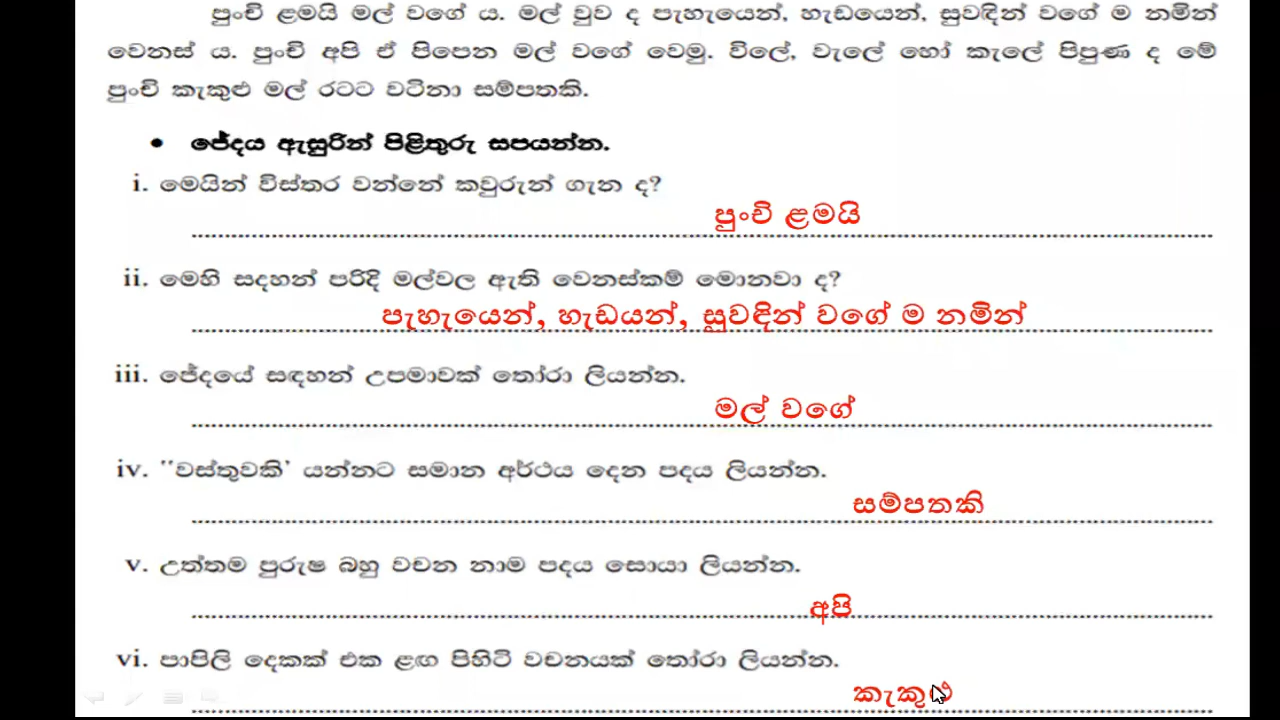 පුංචි ළමයි මල් වගේ ය. මල් වුව ද පැහැයෙන්, හැඩයෙන්, සුවඳින් වගේ ම නමින්
වෙනස් ය. පුංචි අපි ඒ පිපෙන මල් වගේ වෙමු. විලේ, වැලේ හෝ කැලේ පිපුණ ද මේ
පුංචි කැකුළු මල් රටට වටිනා සම්පතකි.
• ඡේදය ඇසුරින් පිළිතුරු සපයන්න.
i. මෙයින් විස්තර වන්නේ කවුරුන් ගැන ද?
පුංචි ළමයි
ii. මෙහි සදහන් පරිදි මල්වල ඇති වෙනස්කම් මොනවා ද?
පැහැයෙන්, හැඩයන්, සුවඳින් වගේ ම නමින්
iii. ඡේදයේ සඳහන් උපමාවක් තෝරා ලියන්න.
මල් වගේ
iv. "වස්තුවකි' යන්නට සමාන අර්ථය දෙන පදය ලියන්න.
සම්පතකි
v. උත්තම පුරුෂ බහු වචන නාම පදය සොයා ලියන්න.
අපි
vi. පාපිලි දෙකක් එක ළඟ පිහිටි වචනයක් තෝරා ලියන්න.
කැකුළු